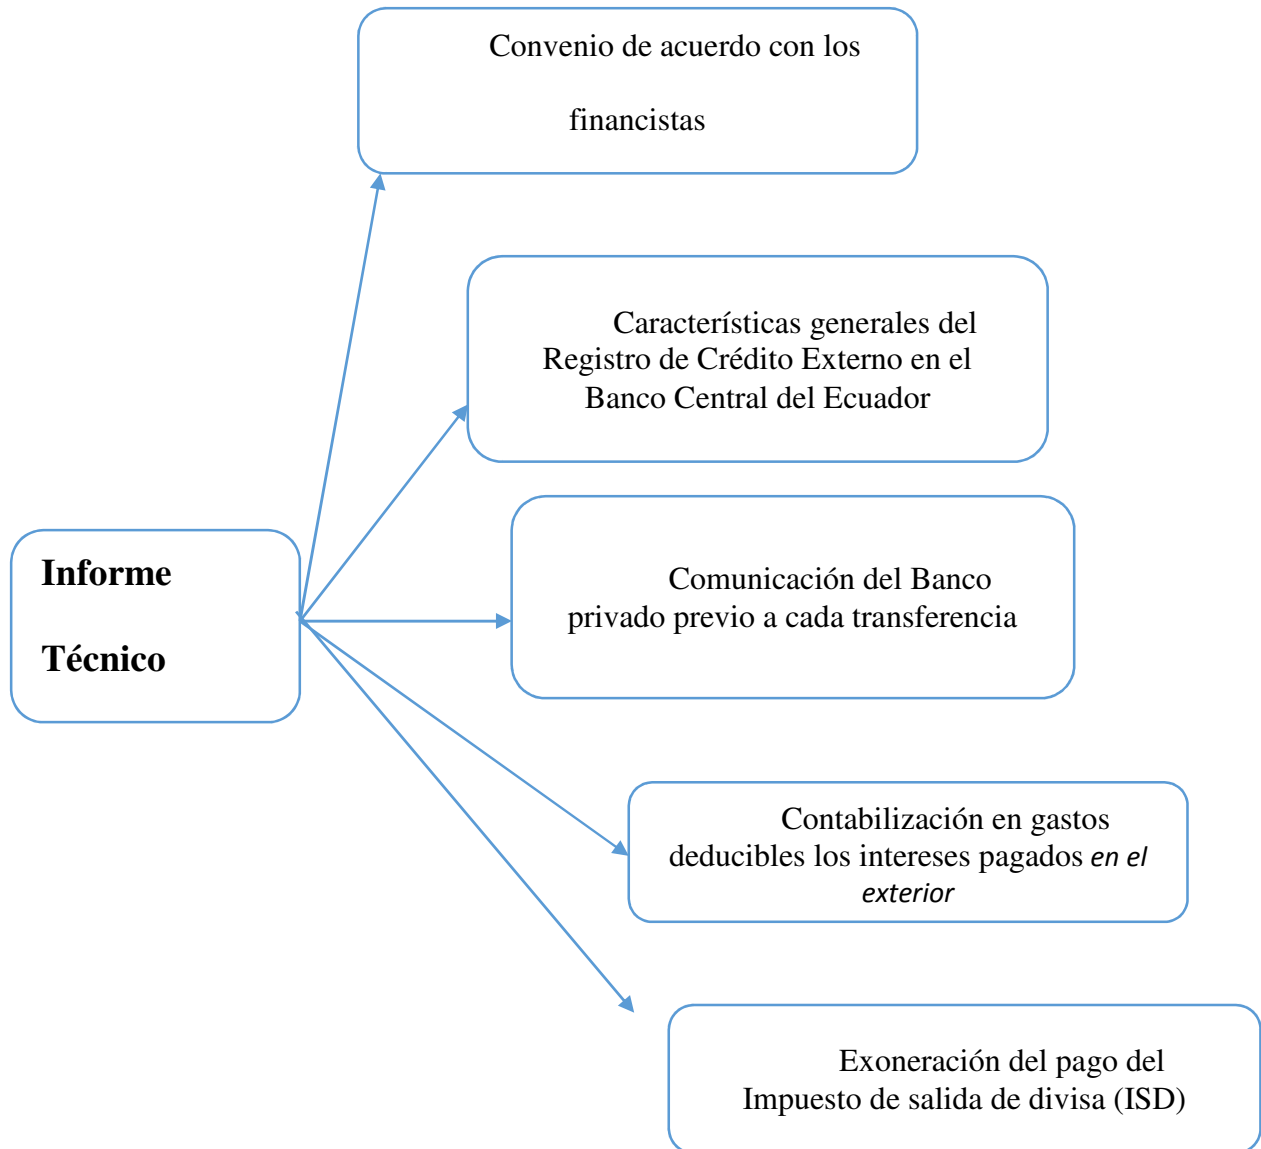 Convenio de acuerdo con los
financistas
Características generales del
Registro de Crédito Externo en el
Banco Central del Ecuador
Informe
Técnico
Comunicación del Banco
privado previo a cada transferencia
Contabilización en gastos
deducibles los intereses pagados en el
exterior
Exoneración del pago del
Impuesto de salida de divisa (ISD)